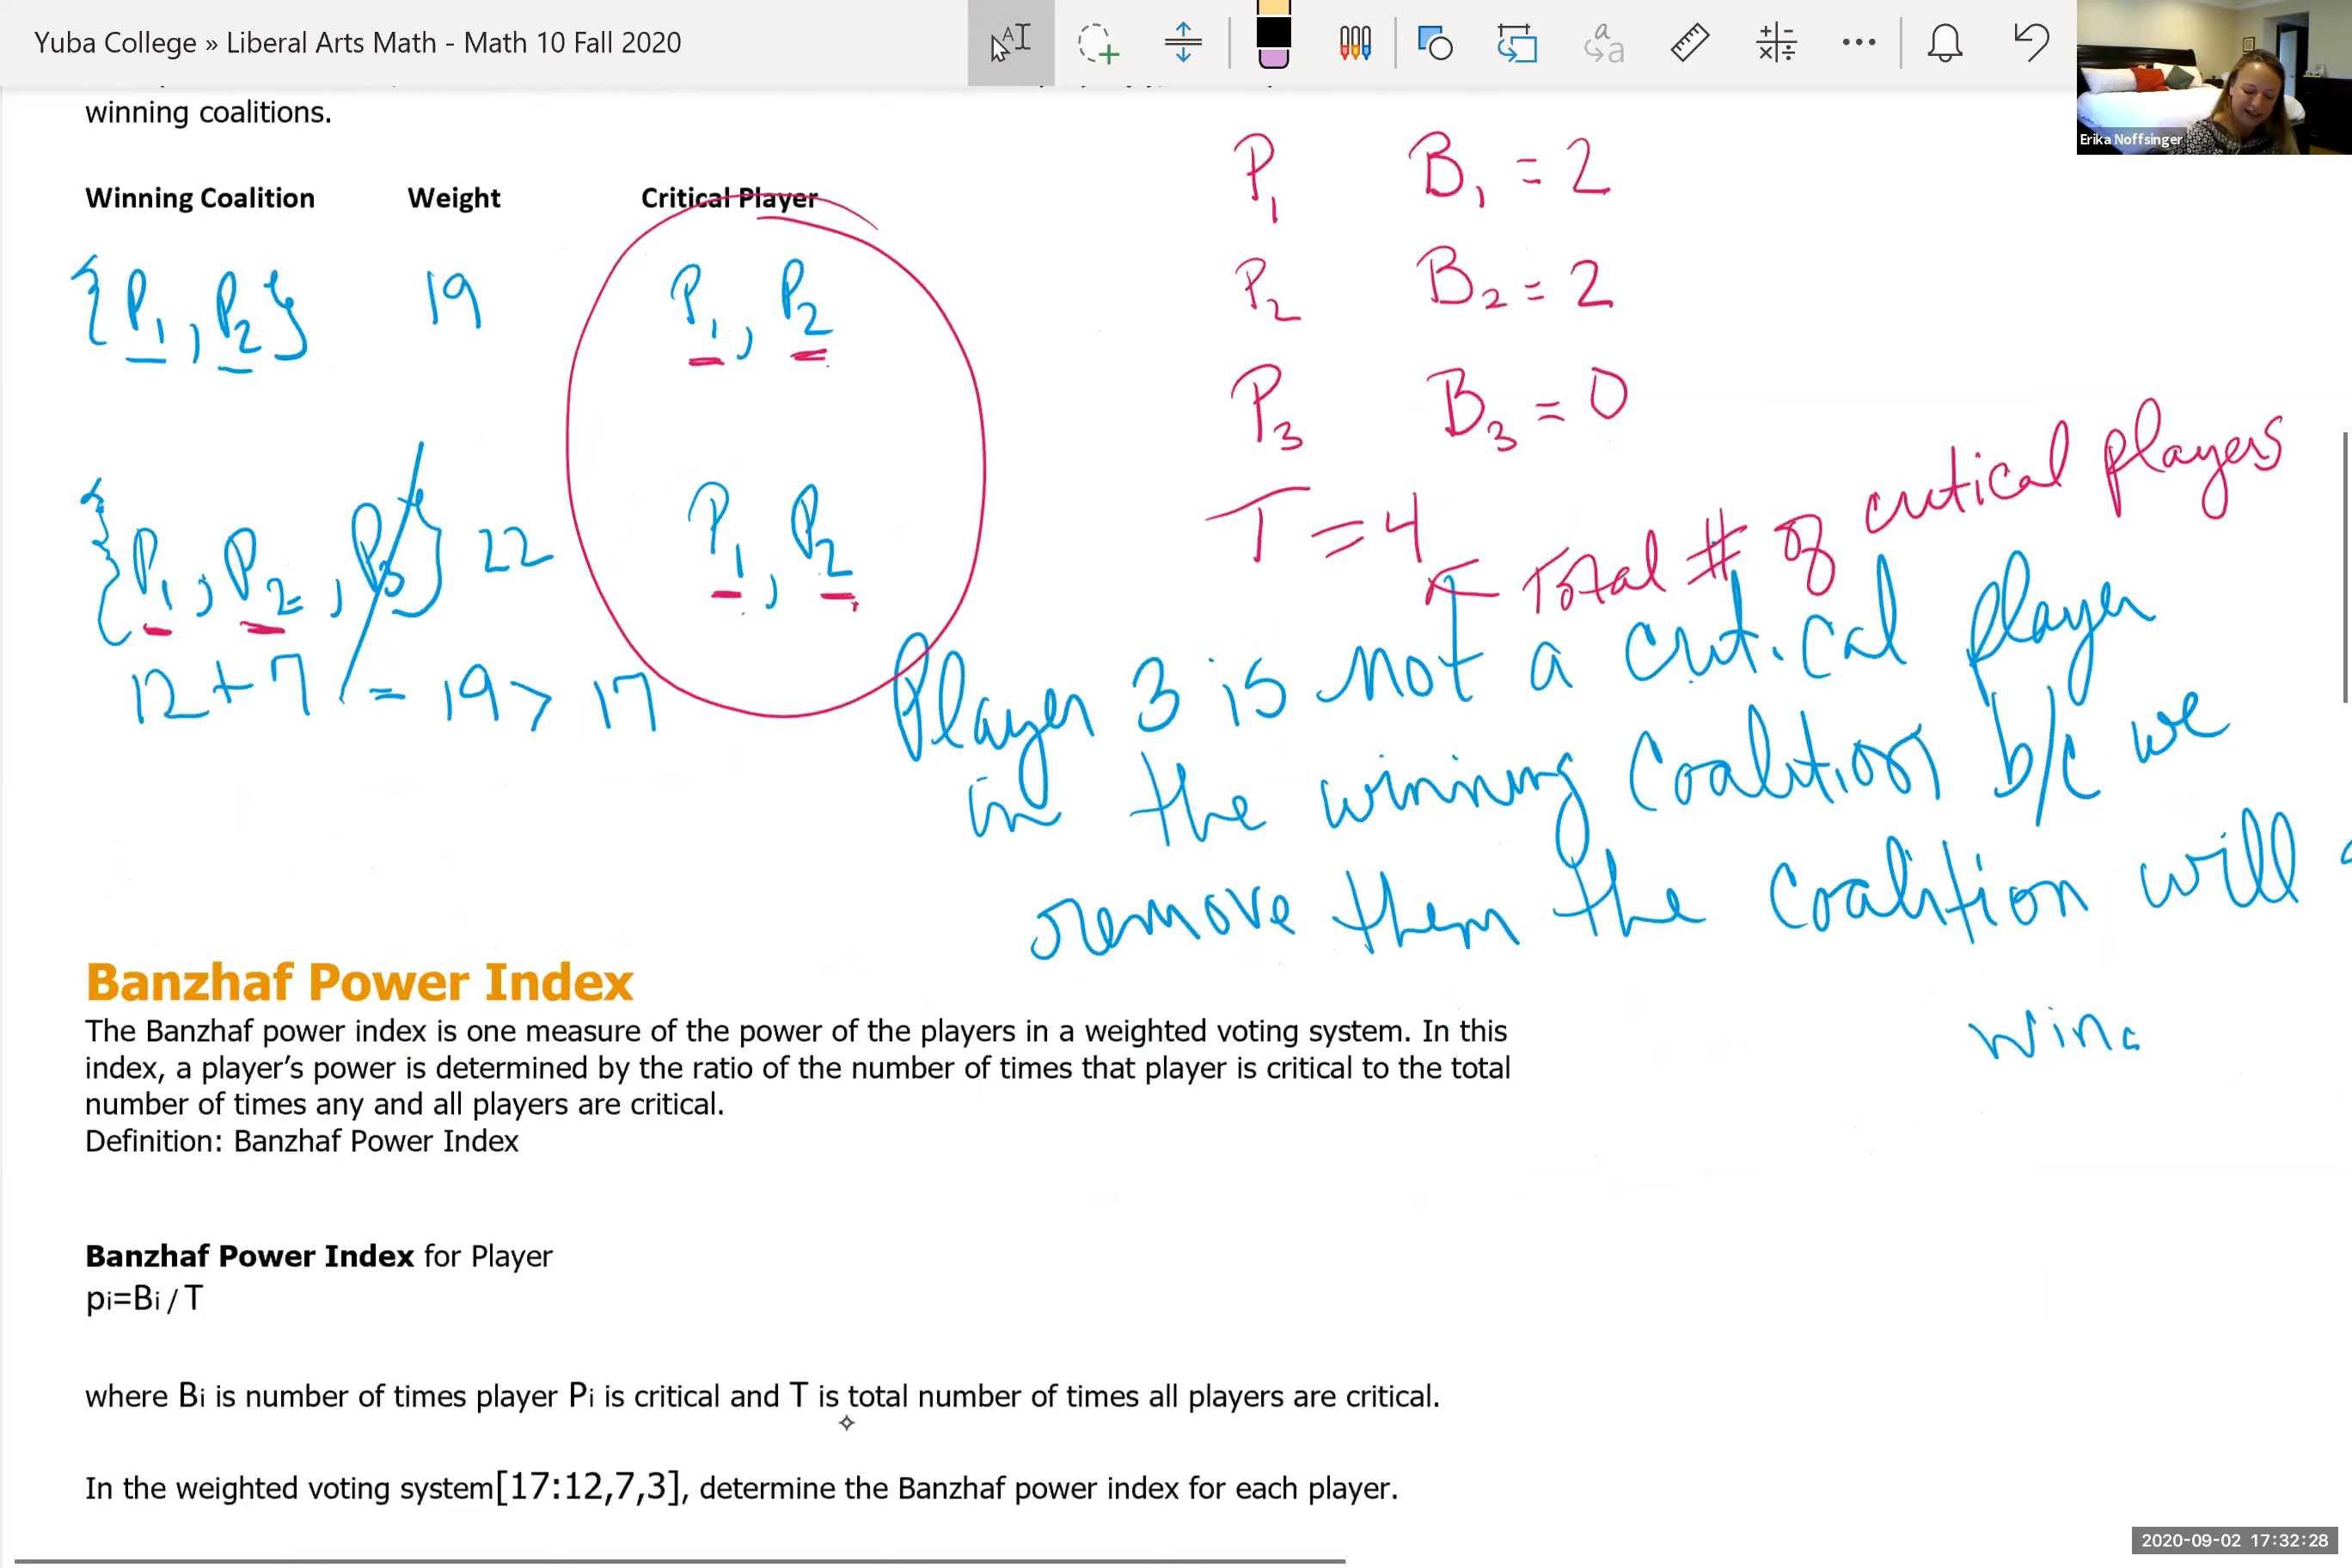 Yuba College » Liberal Arts Math - Math 10 Fall 2020
Erika Noffsinger
winning coalitions.
Winning Coalition Weight Critical Player
{P1, P2} 19 P1, P2
{P1, P2, P3} 22 P1, P2
12 + 7 = 19 > 17
P1 B1 = 2
P2 B2 = 2
P3 B3 = 0
T = 4 ← Total # of critical players
Player 3 is not a critical player
in the winning coalition b/c we
remove them the coalition will
win
Banzhaf Power Index
The Banzhaf power index is one measure of the power of the players in a weighted voting system. In this
index, a player’s power is determined by the ratio of the number of times that player is critical to the total
number of times any and all players are critical.
Definition: Banzhaf Power Index
Banzhaf Power Index for Player
pi=Bi / T
where Bi is number of times player Pi is critical and T is total number of times all players are critical.
In the weighted voting system[17:12,7,3], determine the Banzhaf power index for each player.
2020-09-02 17:32:28